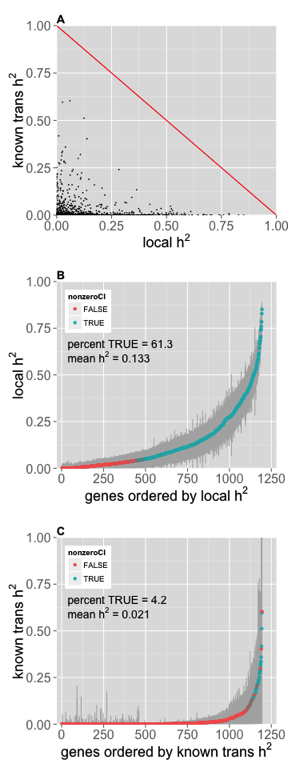 A
known trans h²
1.00
0.75
0.50
0.25
0.00
0.00 0.25 0.50 0.75 1.00
local h²
B
local h²
1.00
0.75
0.50
0.25
0.00
nonzeroCI
FALSE
TRUE
percent TRUE = 61.3
mean h² = 0.133
0 250 500 750 1000 1250
genes ordered by local h²
C
known trans h²
1.00
0.75
0.50
0.25
0.00
nonzeroCI
FALSE
TRUE
percent TRUE = 4.2
mean h² = 0.021
0 250 500 750 1000 1250
genes ordered by known trans h²